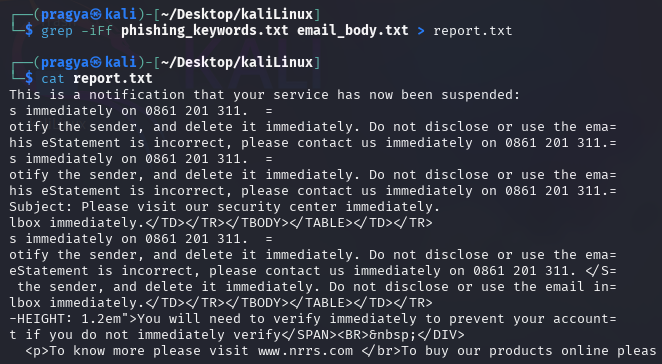 ┌──(pragya㉿kali)-[~/Desktop/kaliLinux]
└─$ grep -iFf phishing_keywords.txt email_body.txt > report.txt
┌──(pragya㉿kali)-[~/Desktop/kaliLinux]
└─$ cat report.txt
This is a notification that your service has now been suspended:
s immediately on 0861 201 311.  =
otify the sender, and delete it immediately. Do not disclose or use the ema=
his eStatement is incorrect, please contact us immediately on 0861 201 311.=
s immediately on 0861 201 311.  =
otify the sender, and delete it immediately. Do not disclose or use the ema=
his eStatement is incorrect, please contact us immediately on 0861 201 311.=
Subject: Please visit our security center immediately.
lbox immediately.</TD></TR></TBODY></TABLE></TD></TR>
s immediately on 0861 201 311.  =
otify the sender, and delete it immediately. Do not disclose or use the ema=
eStatement is incorrect, please contact us immediately on 0861 201 311. </S=
 the sender, and delete it immediately. Do not disclose or use the email in=
lbox immediately.</TD></TR></TBODY></TABLE></TD></TR>
-HEIGHT: 1.2em">You will need to verify immediately to prevent your account=
t if you do not immediately verify</SPAN><BR>&nbsp;</DIV>
  <p>To know more please visit www.nrrs.com </br>To buy our products online pleas